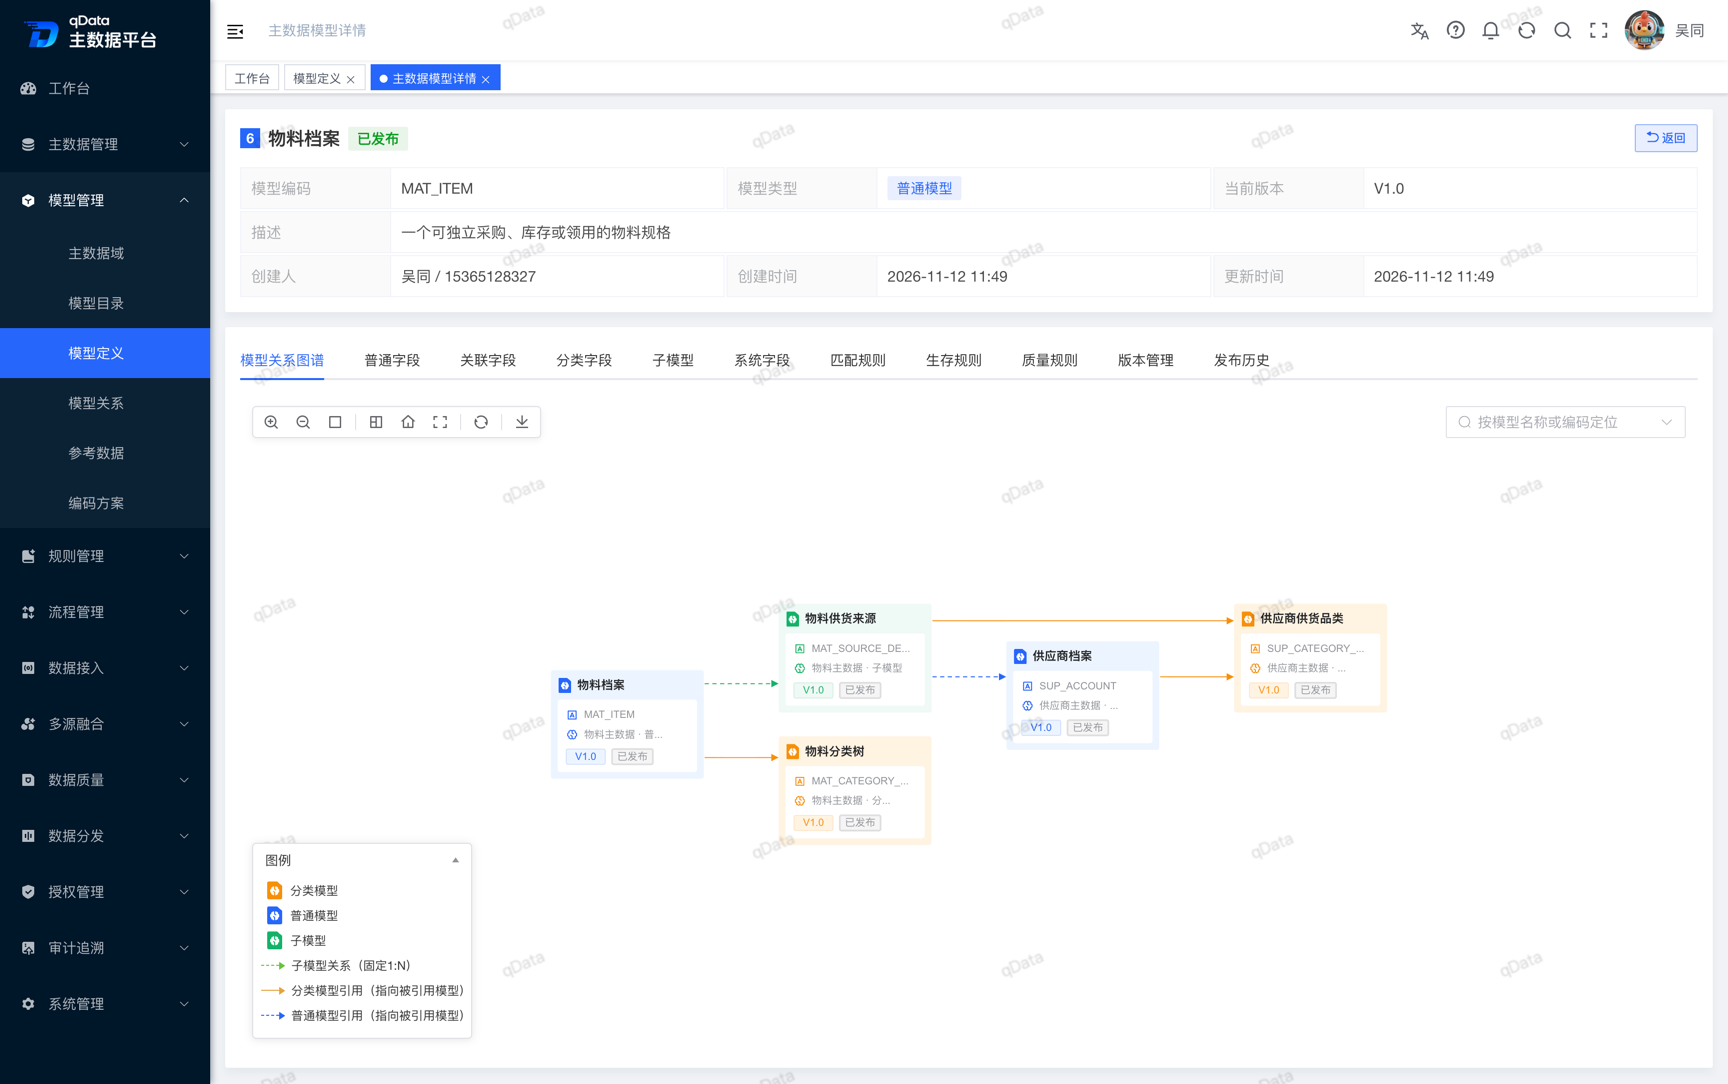 qData
主数据平台
主数据模型详情
吴同
工作台
模型定义
主数据模型详情
工作台
主数据管理
模型管理
主数据域
模型目录
模型定义
模型关系
参考数据
编码方案
规则管理
流程管理
数据接入
多源融合
数据质量
数据分发
授权管理
审计追溯
系统管理
6 物料档案 已发布
返回
模型编码 MAT_ITEM 模型类型 普通模型 当前版本 V1.0
描述 一个可独立采购、库存或领用的物料规格
创建人 吴同 / 15365128327 创建时间 2026-11-12 11:49 更新时间 2026-11-12 11:49
模型关系图谱 普通字段 关联字段 分类字段 子模型 系统字段 匹配规则 生存规则 质量规则 版本管理 发布历史
按模型名称或编码定位
物料档案
MAT_ITEM
物料主数据 · 普...
V1.0 已发布
物料供货来源
MAT_SOURCE_DE...
物料主数据 · 子模型
V1.0 已发布
物料分类树
MAT_CATEGORY_...
物料主数据 · 分...
V1.0 已发布
供应商档案
SUP_ACCOUNT
供应商主数据 · ...
V1.0 已发布
供应商供货品类
SUP_CATEGORY_...
供应商主数据 · ...
V1.0 已发布
图例
分类模型
普通模型
子模型
子模型关系（固定1:N）
分类模型引用（指向被引用模型）
普通模型引用（指向被引用模型）